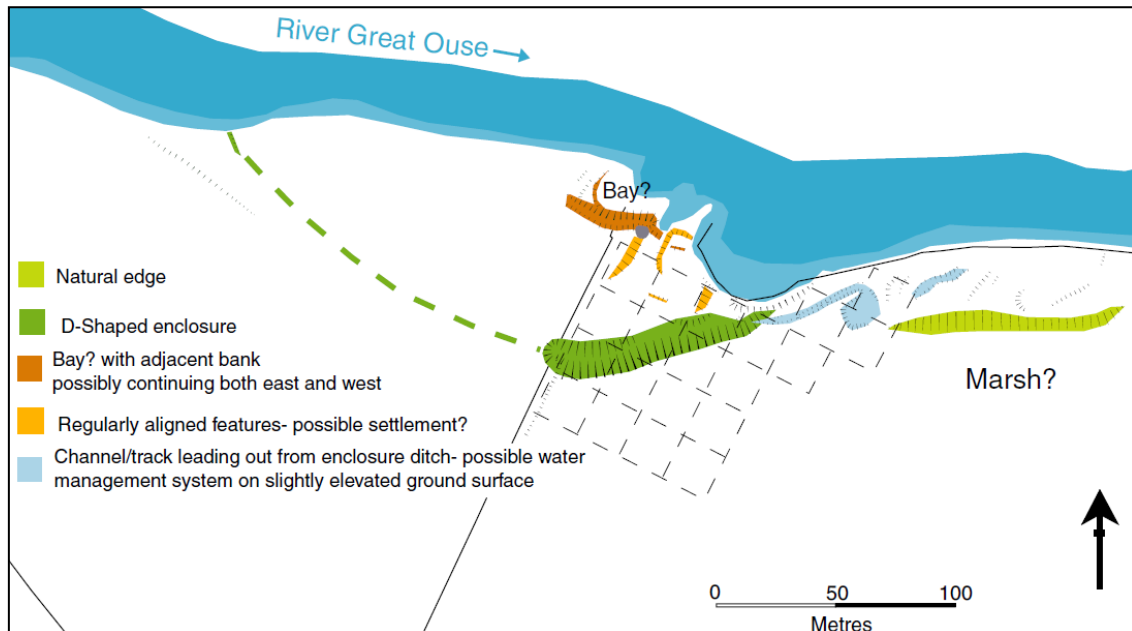 River Great Ouse
Bay?
Natural edge
D-Shaped enclosure
Bay? with adjacent bank
possibly continuing both east and west
Regularly aligned features- possible settlement?
Channel/track leading out from enclosure ditch- possible water
management system on slightly elevated ground surface
Marsh?
0 50 100
Metres